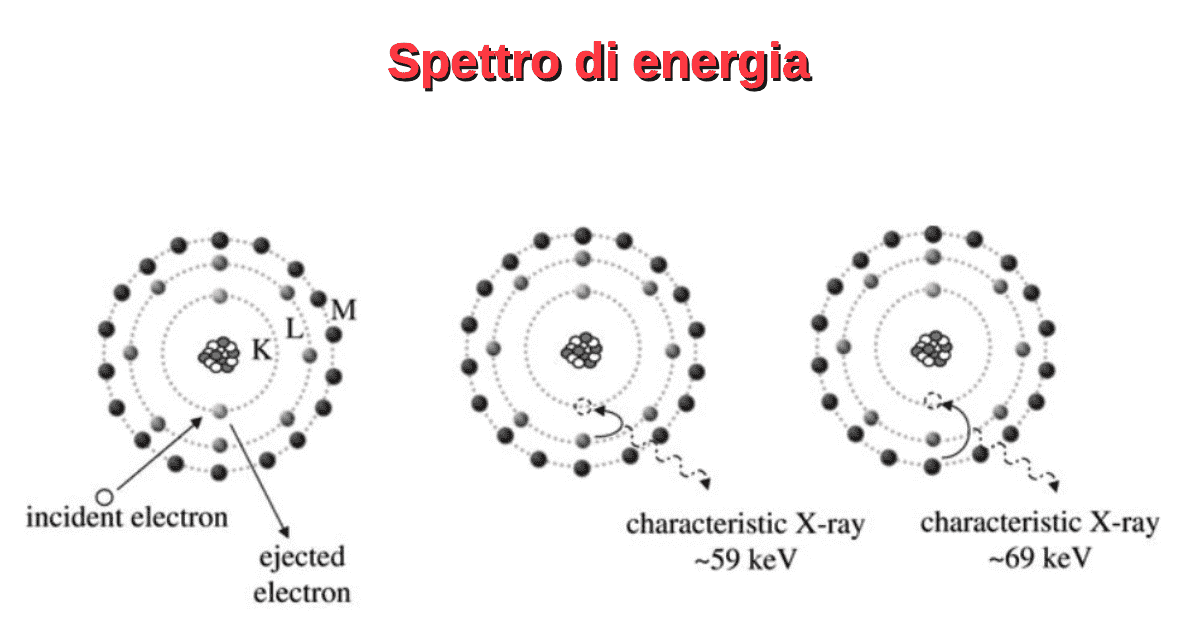 Spettro di energia
K
L
M
incident electron
ejected
electron
characteristic X-ray
~59 keV
characteristic X-ray
~69 keV